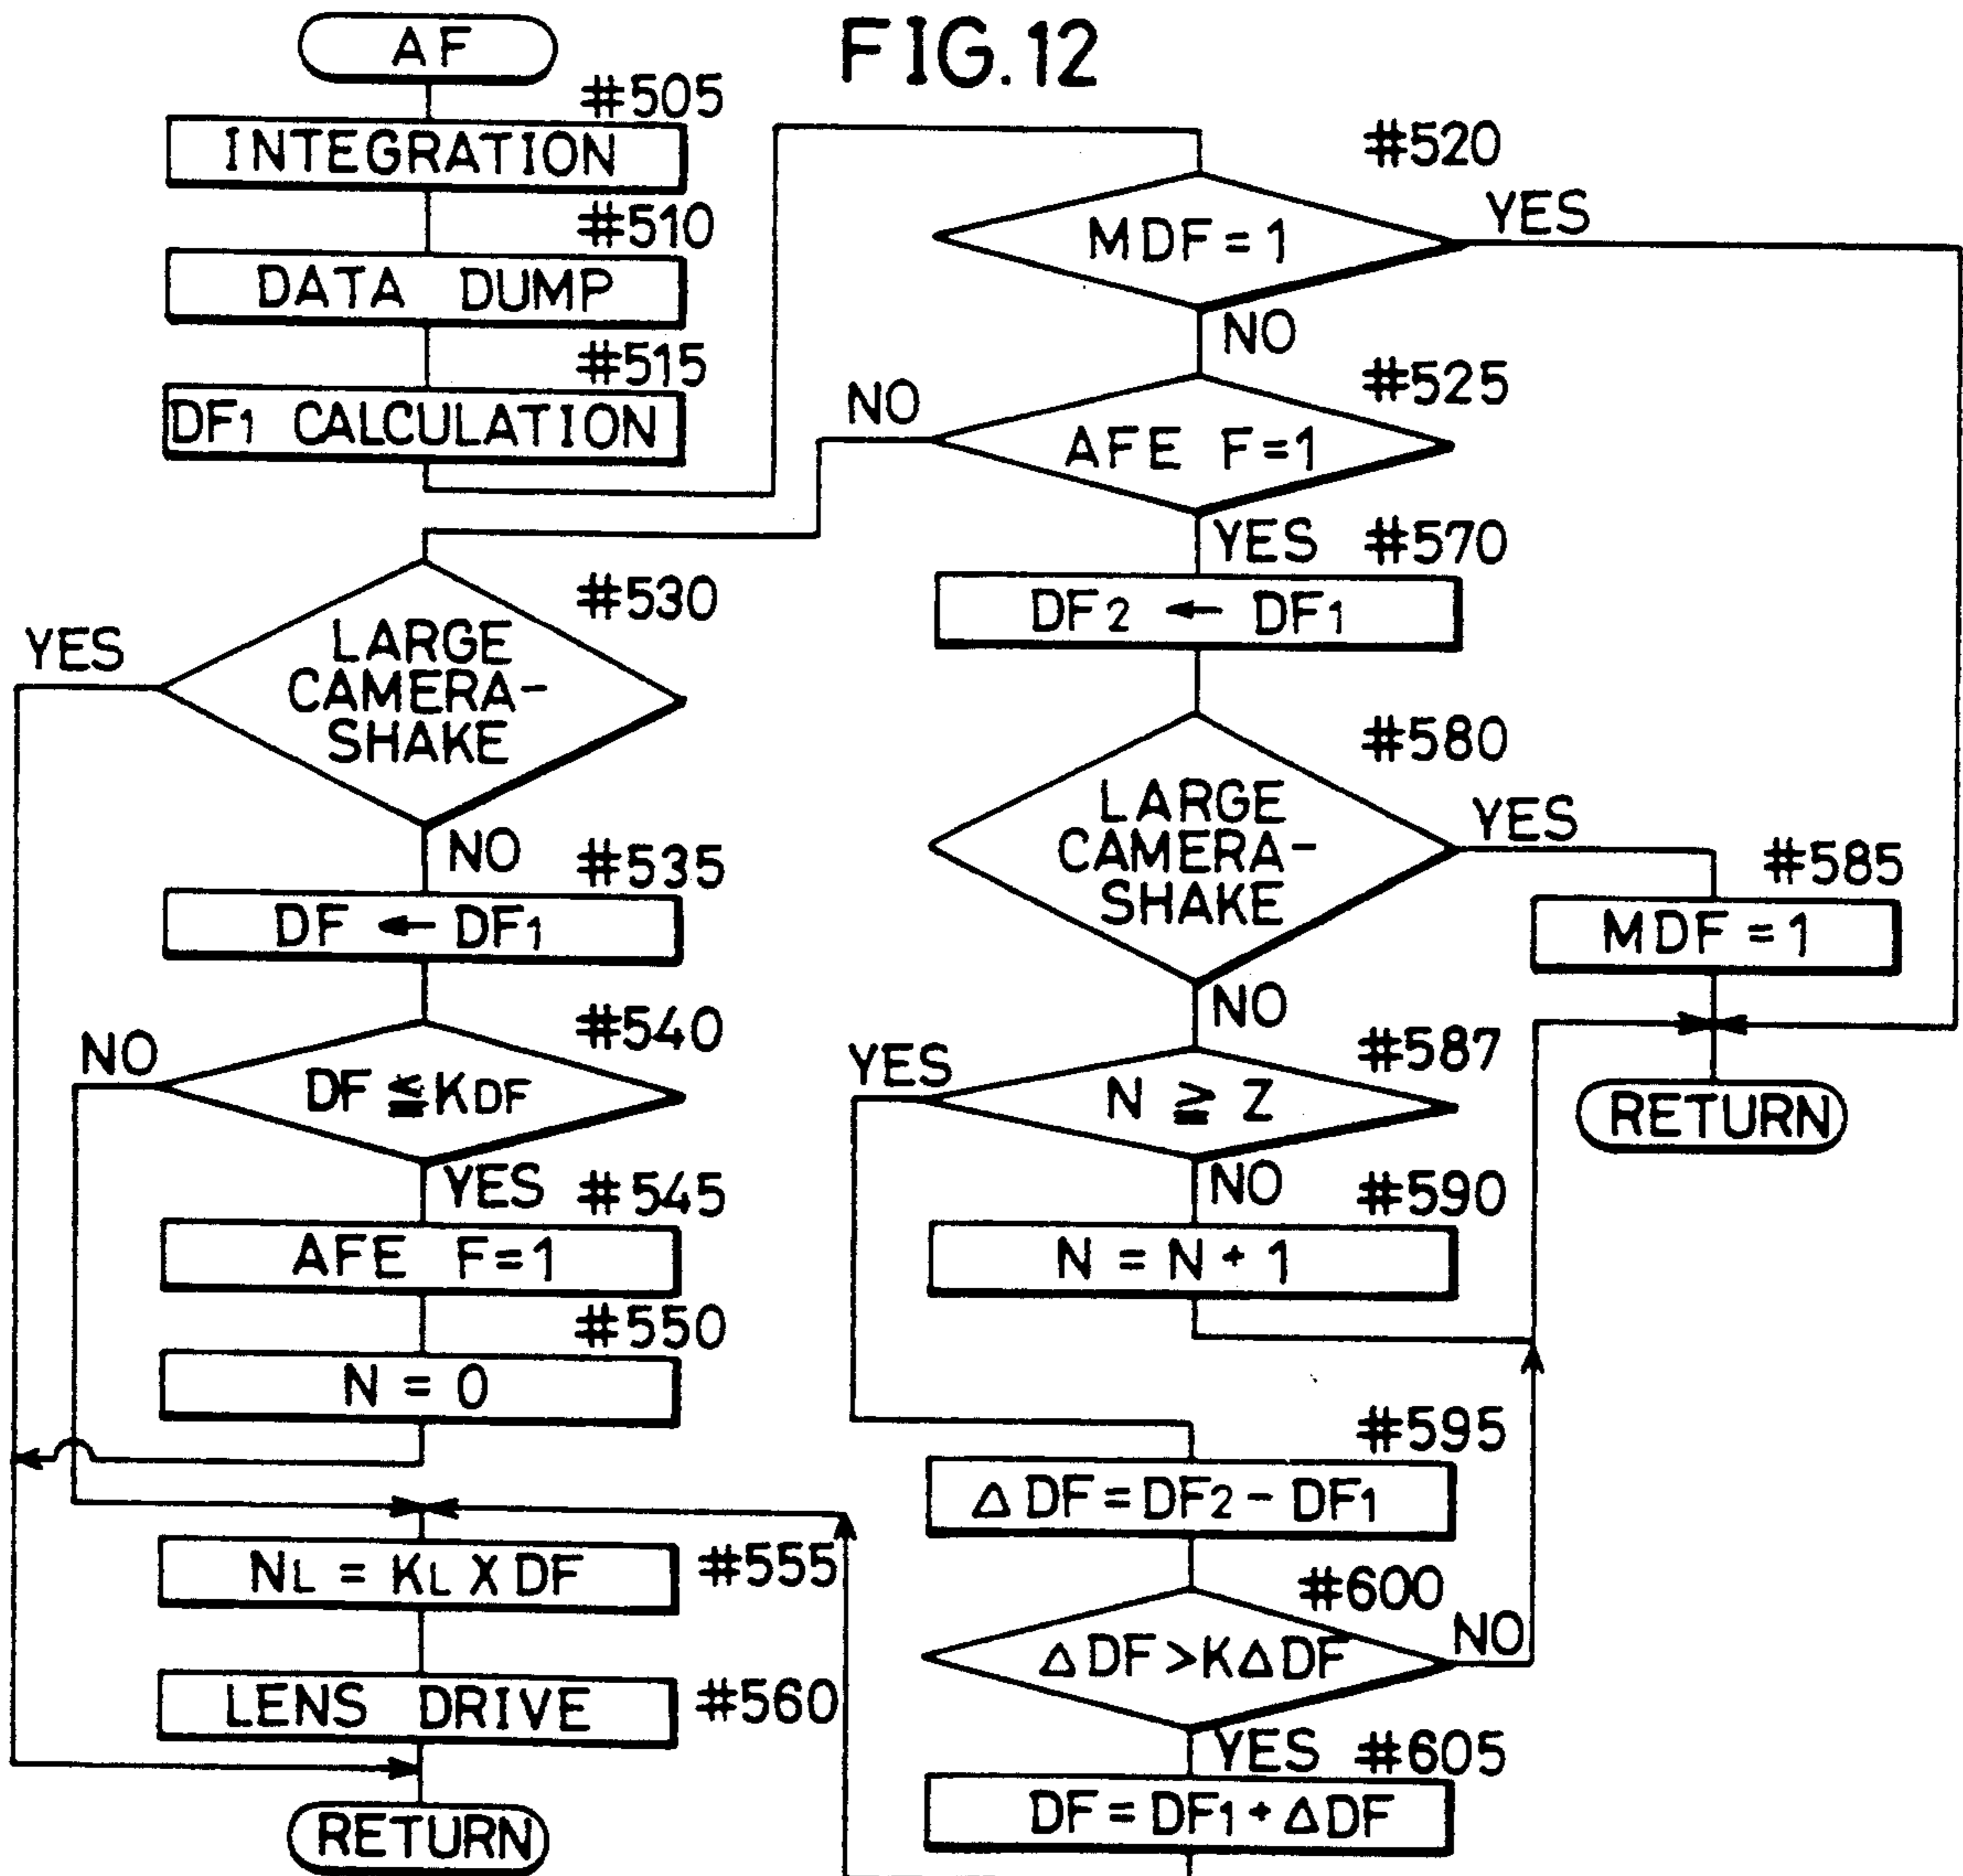 FIG.12
AF
#505
INTEGRATION
#510
DATA DUMP
#515
DF1 CALCULATION
#520
MDF=1
YES
NO
#525
AFE F=1
NO
YES #570
DF2 ← DF1
#530
LARGE
CAMERA-
SHAKE
YES
NO
#535
DF ← DF1
#540
DF ≦ KDF
NO
YES #545
AFE F=1
#550
N = 0
NL = KL X DF
#555
LENS DRIVE
#560
RETURN
#580
LARGE
CAMERA-
SHAKE
YES
#585
MDF = 1
RETURN
NO
#587
N ≧ Z
YES
NO
#590
N = N + 1
#595
ΔDF = DF2 - DF1
#600
ΔDF>KΔDF
NO
YES #605
DF = DF1 + ΔDF